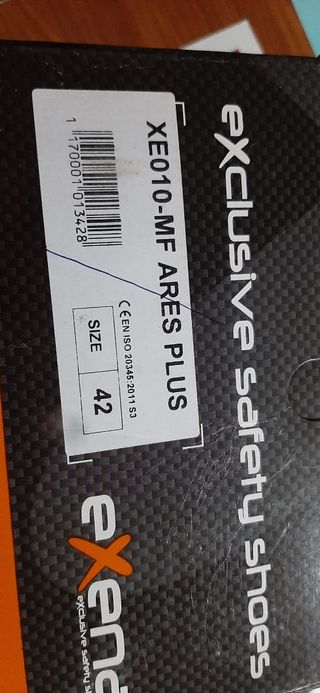 eXclusive safety shoes
XE010-MF ARES PLUS
1 170001 013428
CE EN ISO 20345:2011 S3
SIZE 42
eXend
eXclusive safety s